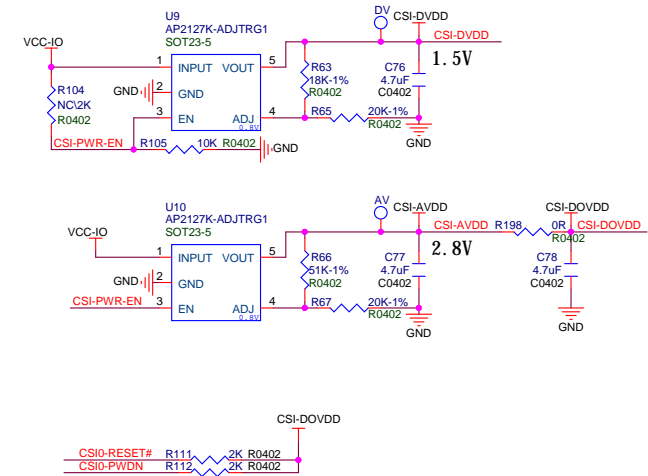 U9
AP2127K-ADJTRG1
SOT23-5
DV
CSI-DVDD
CSI-DVDD
VCC-IO
1.5V
1 INPUT VOUT 5
R63
18K-1%
R0402
C76
4.7uF
C0402
R104
NC\2K
R0402
GND 2 GND
3 EN ADJ 4
0.8V
R65 20K-1%
R0402
GND
CSI-PWR-EN R105 10K R0402 GND
U10
AP2127K-ADJTRG1
SOT23-5
AV
CSI-AVDD
CSI-AVDD R198 0R
R0402
CSI-DOVDD
CSI-DOVDD
VCC-IO
2.8V
1 INPUT VOUT 5
R66
51K-1%
R0402
C77
4.7uF
C0402
C78
4.7uF
C0402
GND 2 GND
CSI-PWR-EN 3 EN ADJ 4
0.8V
R67 20K-1%
R0402
GND
GND
CSI-DOVDD
CSI0-RESET# R111 2K R0402
CSI0-PWDN R112 2K R0402